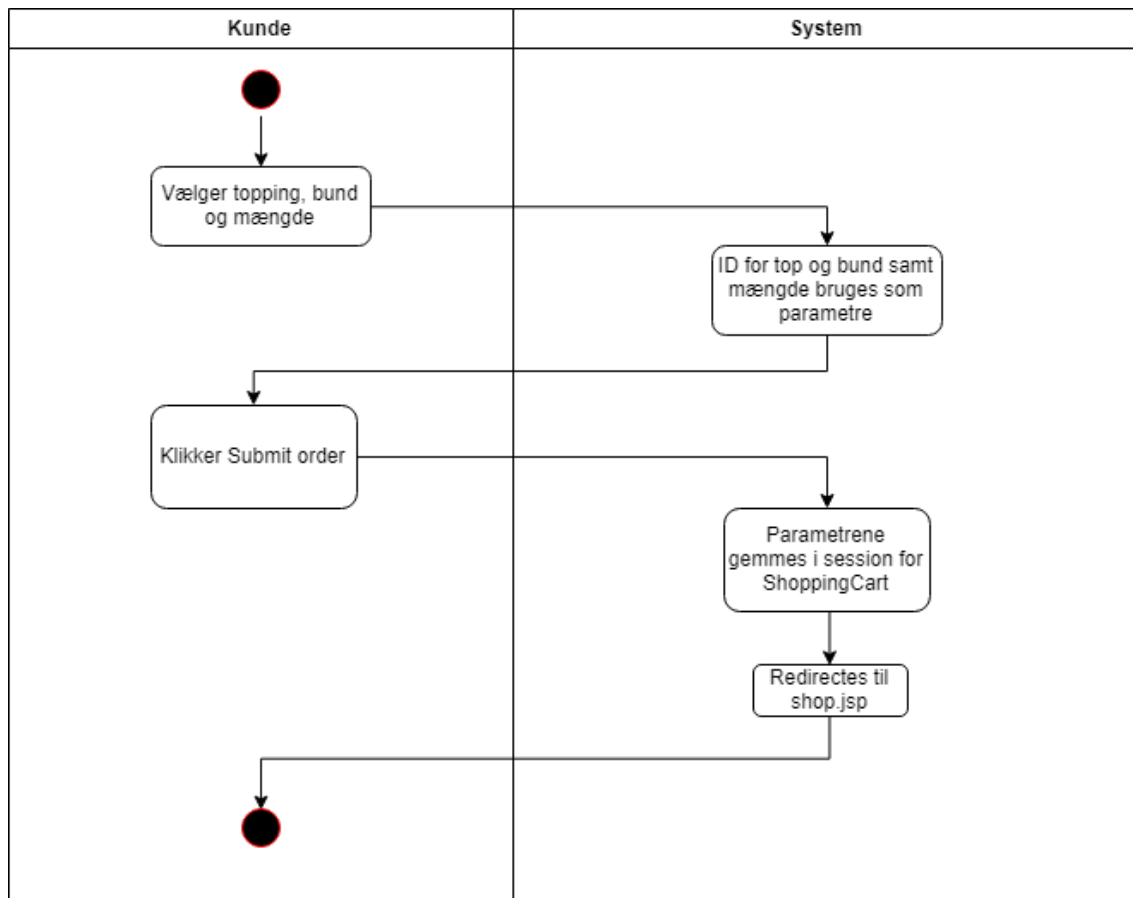 Kunde
System
Vælger topping, bund
og mængde
ID for top og bund samt
mængde bruges som
parametre
Klikker Submit order
Parametrene
gemmes i session for
ShoppingCart
Redirectes til
shop.jsp